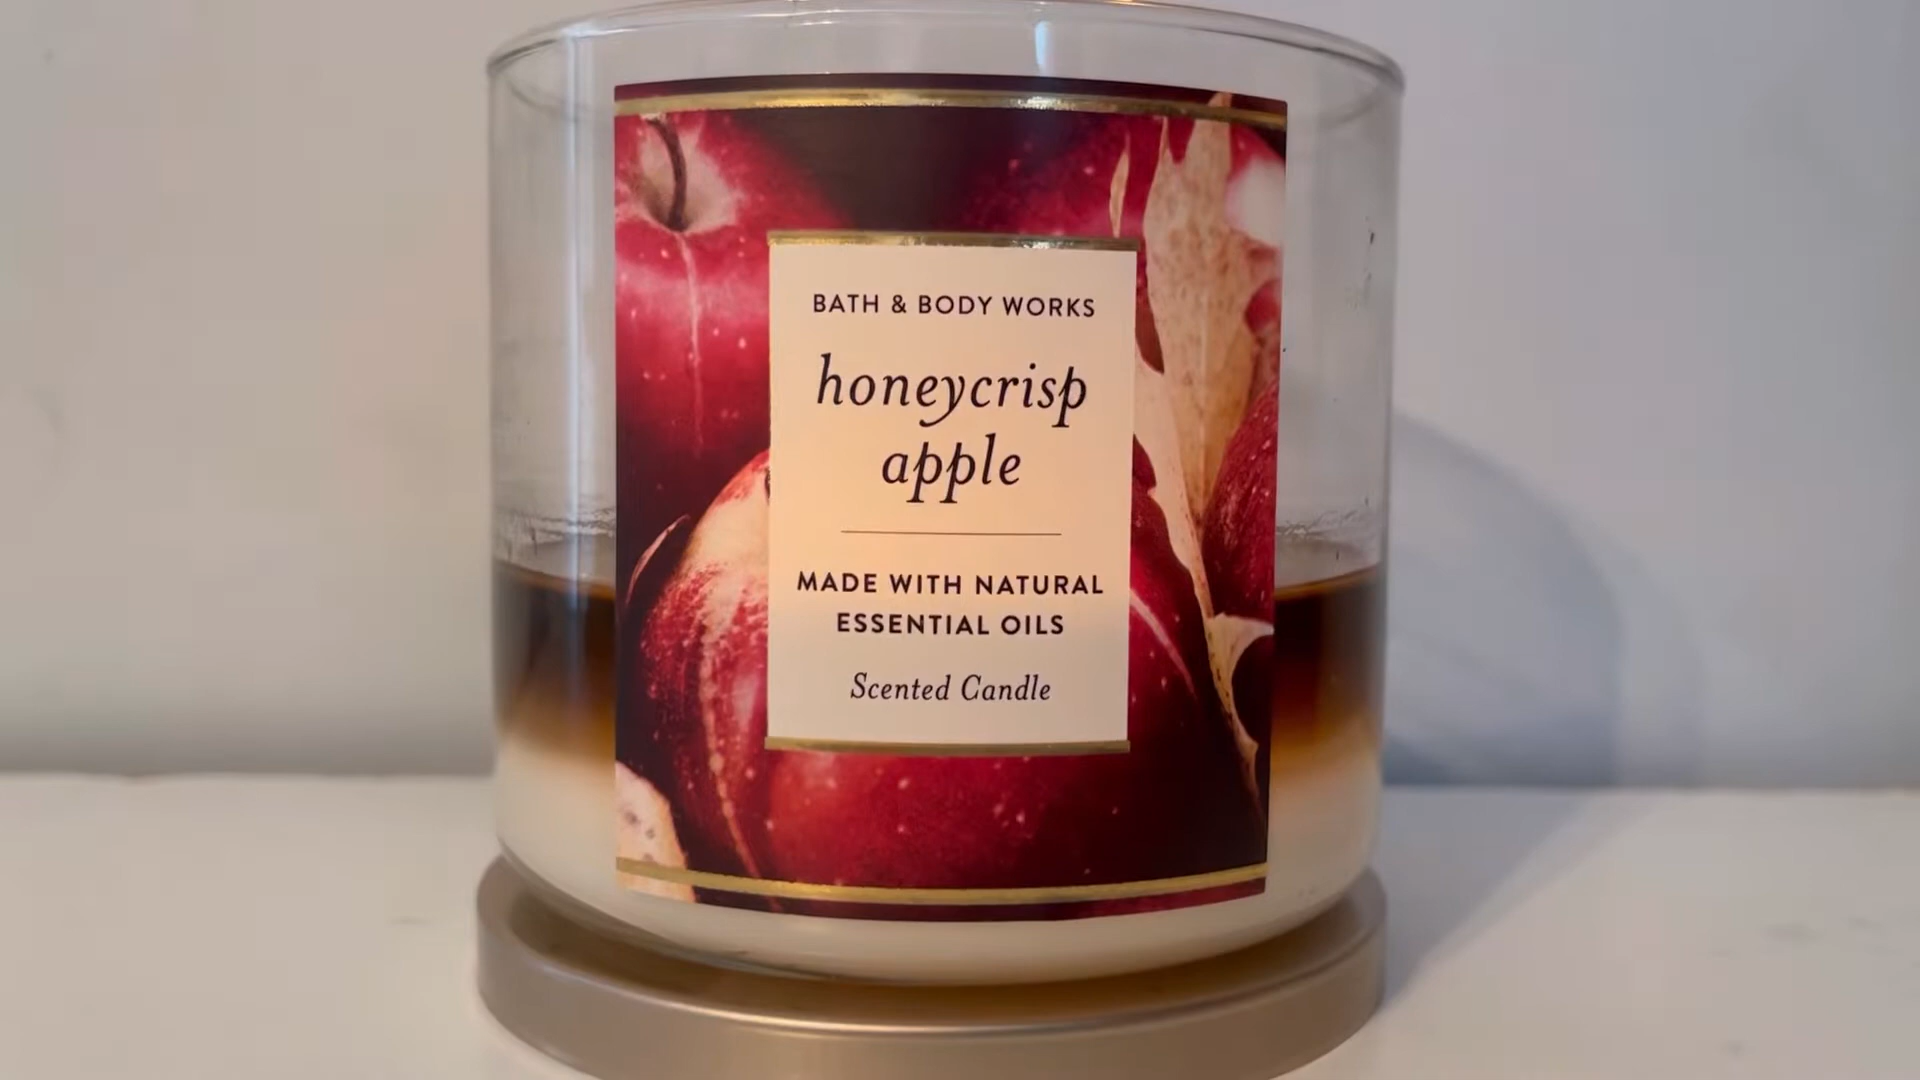 BATH & BODY WORKS
honeycrisp
apple
MADE WITH NATURAL
ESSENTIAL OILS
Scented Candle